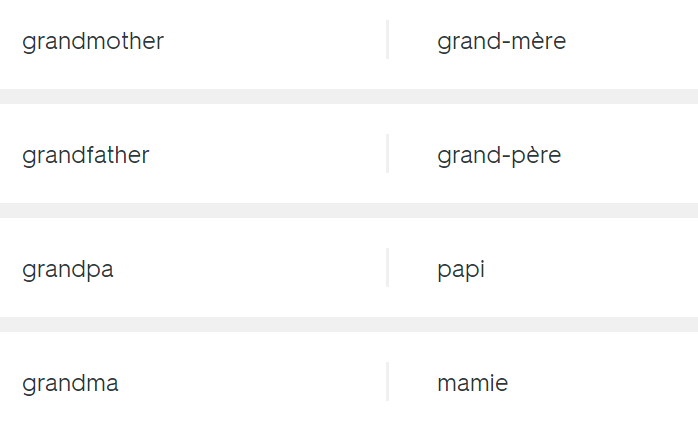 grandmother grand-mère
grandfather grand-père
grandpa papi
grandma mamie